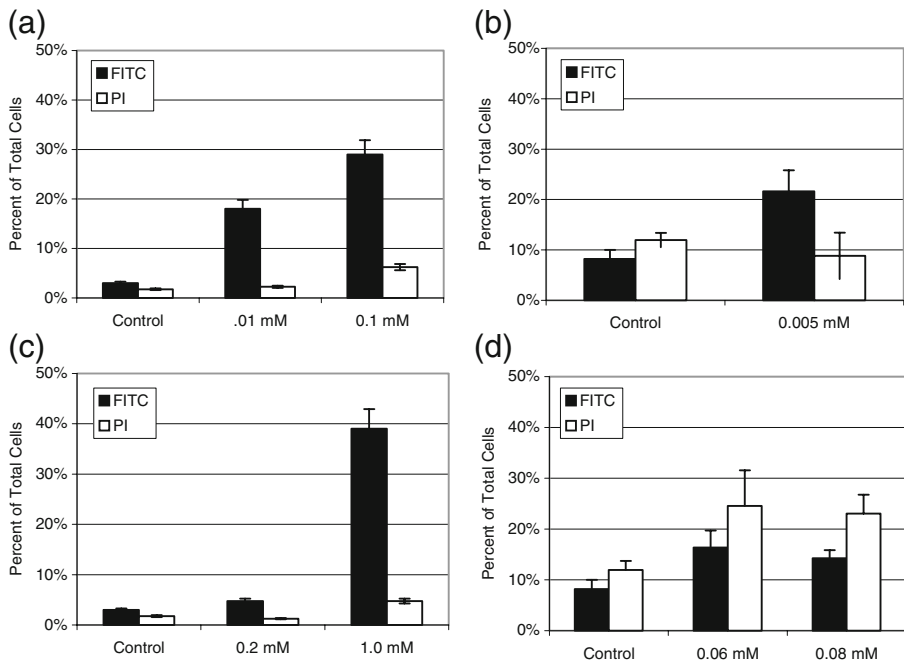 (a)
50%
40%
30%
20%
10%
0%
Percent of Total Cells
FITC
PI
Control
.01 mM
0.1 mM
(b)
50%
40%
30%
20%
10%
0%
Percent of Total Cells
FITC
PI
Control
0.005 mM
(c)
50%
40%
30%
20%
10%
0%
Percent of Total Cells
FITC
PI
Control
0.2 mM
1.0 mM
(d)
50%
40%
30%
20%
10%
0%
Percent of Total Cells
FITC
PI
Control
0.06 mM
0.08 mM